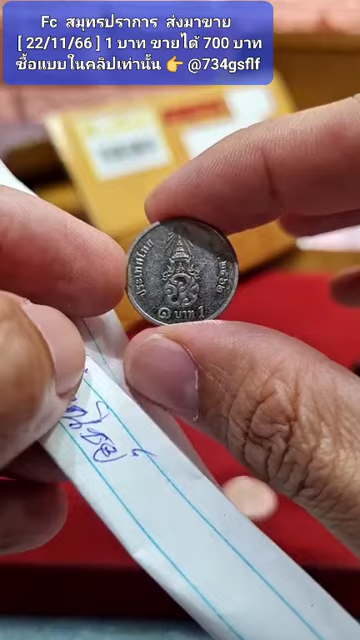 Fc สมุทรปราการ ส่งมาขาย
[ 22/11/66 ] 1 บาท ขายได้ 700 บาท
ซื้อแบบในคลิปเท่านั้น 👉 @734gsflf
ประเทศไทย
๑ บาท 1